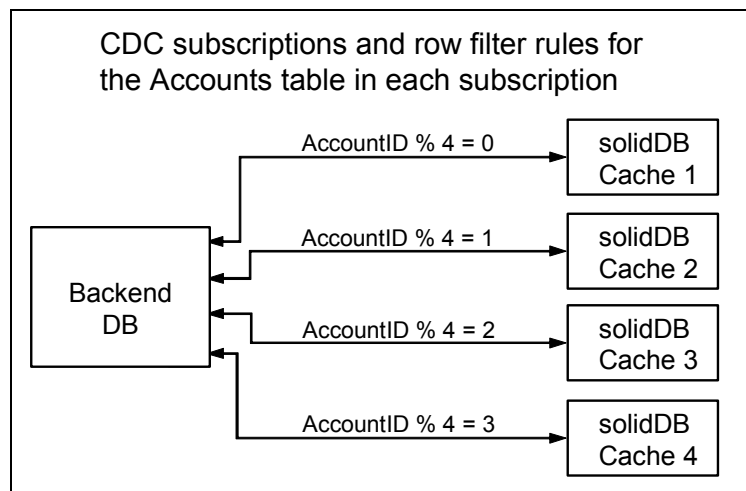 CDC subscriptions and row filter rules for
the Accounts table in each subscription
AccountID % 4 = 0
solidDB
Cache 1
AccountID % 4 = 1
solidDB
Cache 2
Backend
DB
AccountID % 4 = 2
solidDB
Cache 3
AccountID % 4 = 3
solidDB
Cache 4